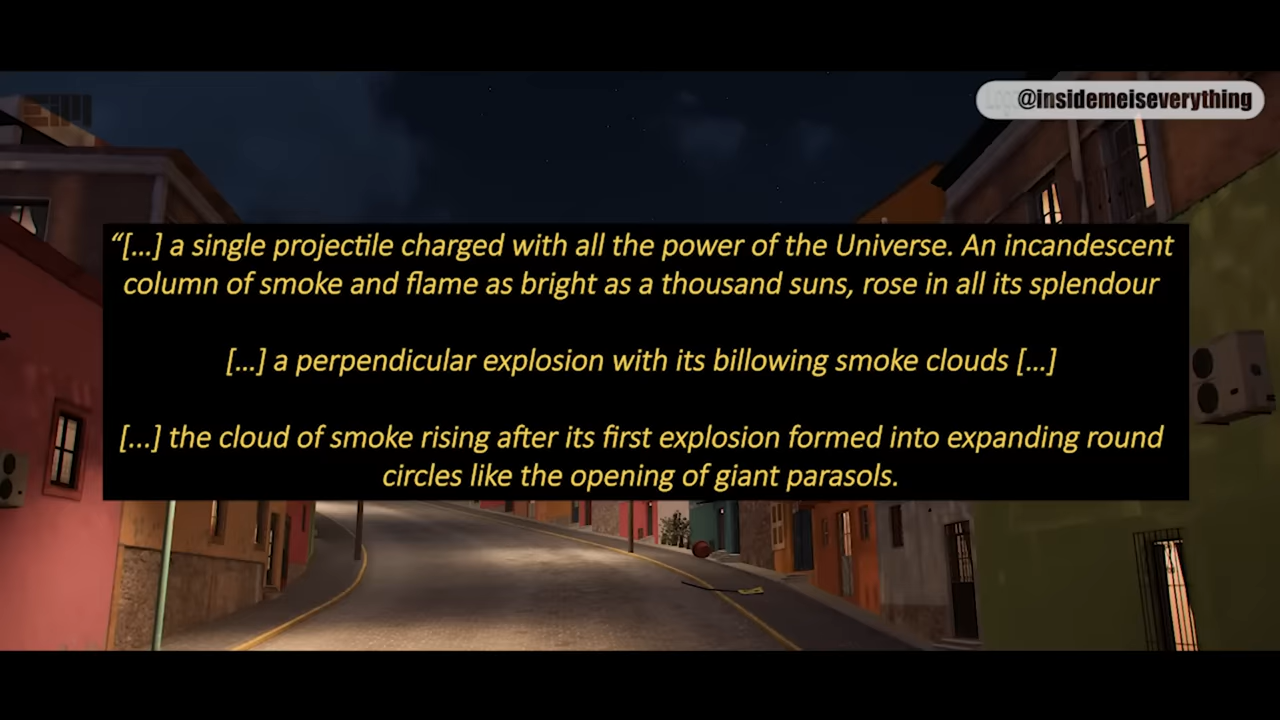 @insidemeiseverything
“[...] a single projectile charged with all the power of the Universe. An incandescent
column of smoke and flame as bright as a thousand suns, rose in all its splendour
[...] a perpendicular explosion with its billowing smoke clouds [...]
[...] the cloud of smoke rising after its first explosion formed into expanding round
circles like the opening of giant parasols.